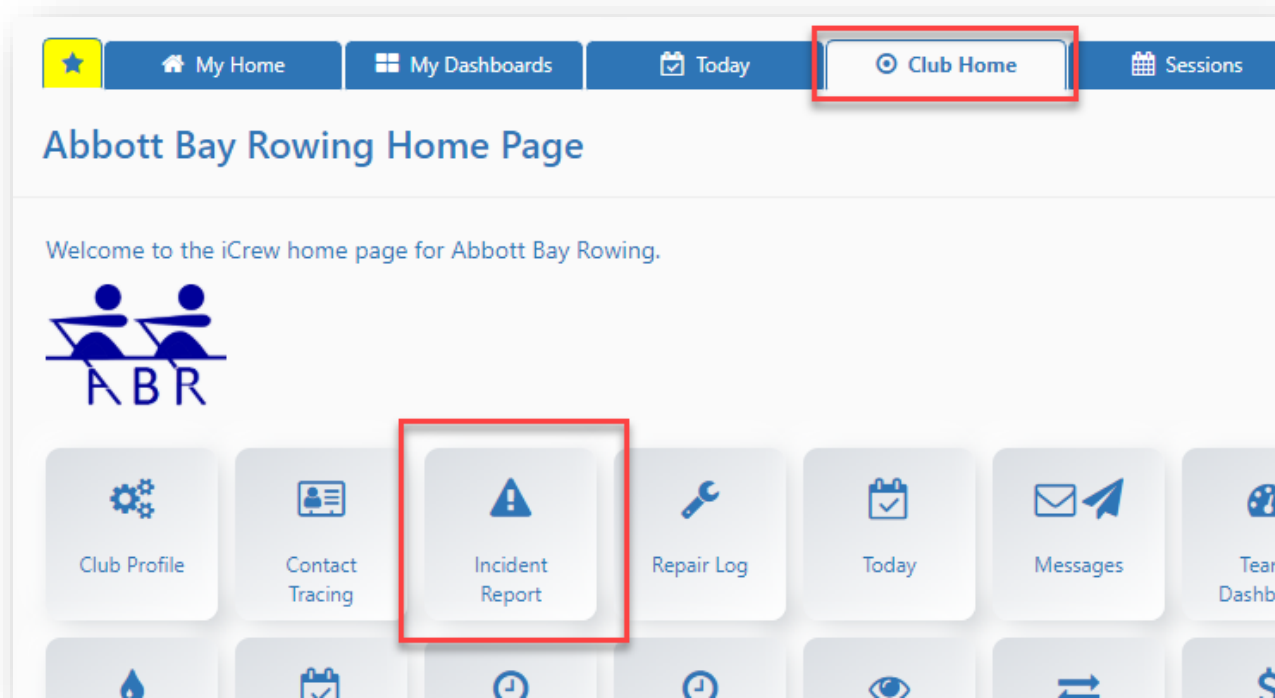 My Home
My Dashboards
Today
Club Home
Sessions
Abbott Bay Rowing Home Page
Welcome to the iCrew home page for Abbott Bay Rowing.
ABR
Club Profile
Contact
Tracing
Incident
Report
Repair Log
Today
Messages